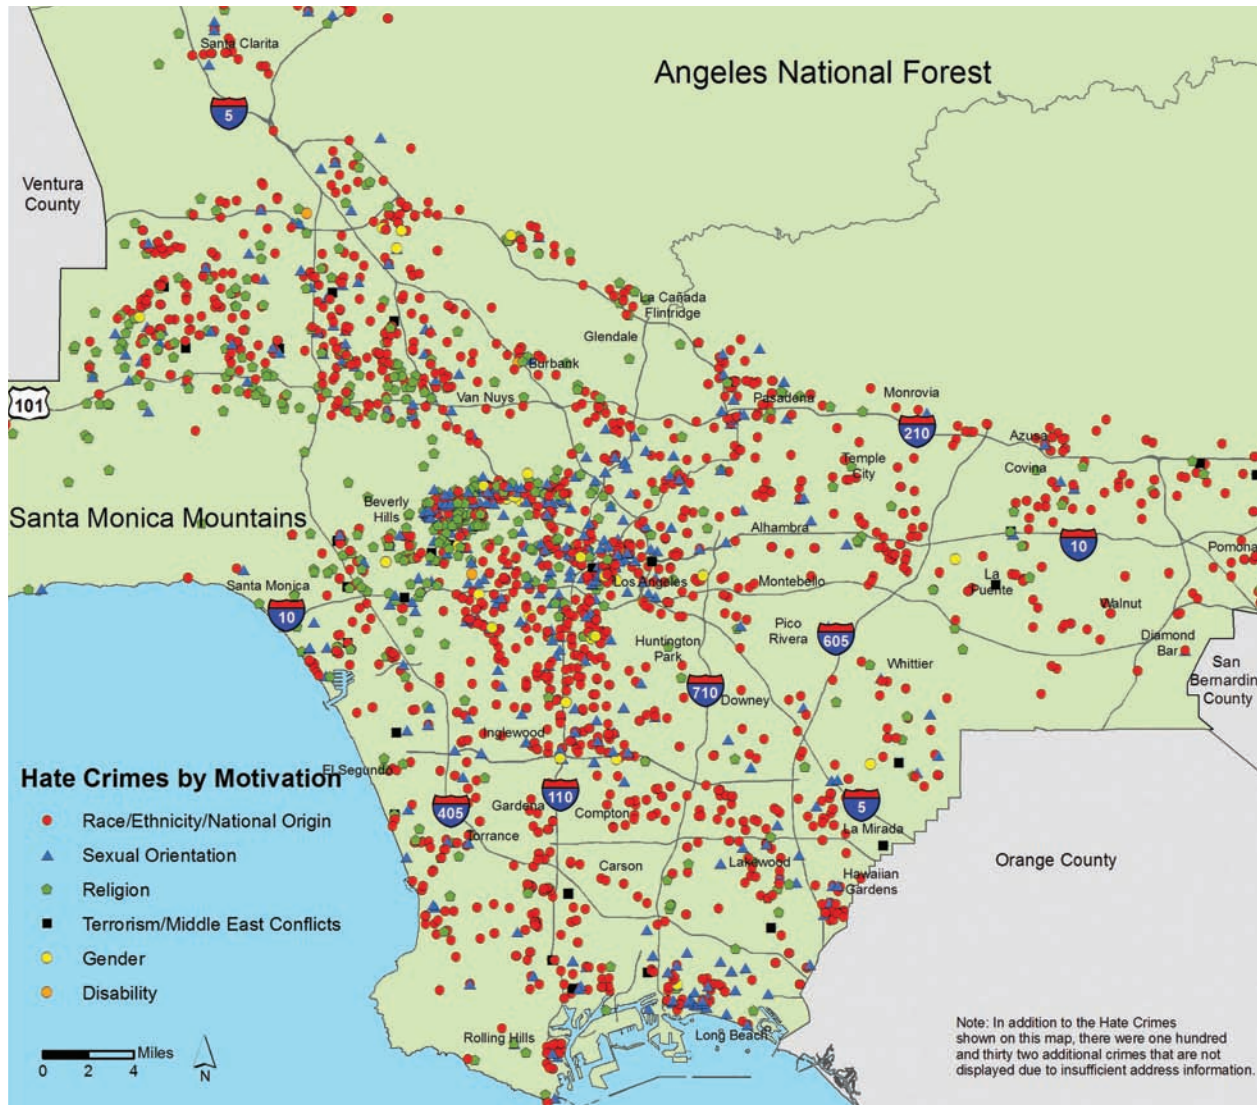 Santa Clarita
Angeles National Forest
5
Ventura
County
La Cañada
Flintridge
Glendale
Burbank
101
Van Nuys
Pasadena
Monrovia
210
Azusa
Temple
City
Covina
Beverly
Hills
Santa Monica Mountains
Alhambra
10
Pomona
Santa Monica
Los Angeles
Montebello
La
Puente
Walnut
10
Huntington
Park
Pico
Rivera
605
Diamond
Bar
Whittier
San
Bernardin
County
710
Downey
Inglewood
Hate Crimes by Motivation
El Segundo
Race/Ethnicity/National Origin
Sexual Orientation
Religion
Terrorism/Middle East Conflicts
Gender
Disability
Miles
0 2 4
N
405
Gardena
110
Compton
5
Torrance
La Mirada
Carson
Lakewood
Hawaiian
Gardens
Orange County
Rolling Hills
Long Beach
Note: In addition to the Hate Crimes
shown on this map, there were one hundred
and thirty two additional crimes that are not
displayed due to insufficient address information.